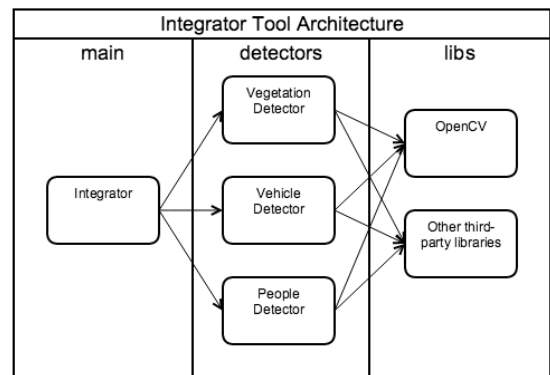 Integrator Tool Architecture
main
detectors
libs
Vegetation
Detector
OpenCV
Integrator
Vehicle
Detector
Other third-
party libraries
People
Detector